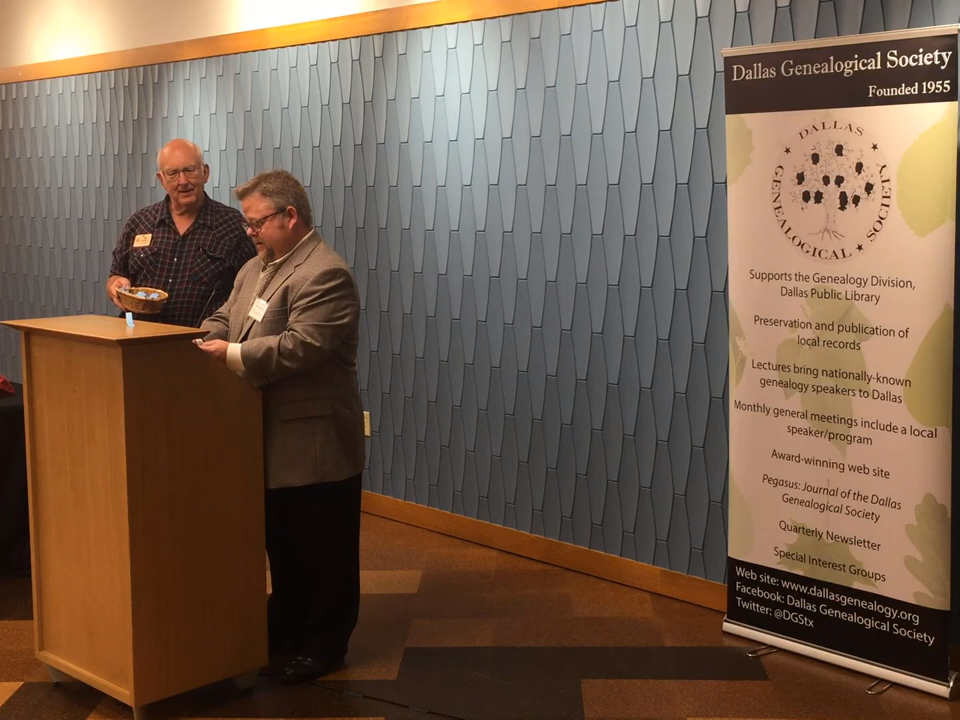 Dallas Genealogical Society
Founded 1955
DALLAS
GENEALOGICAL
SOCIETY
Supports the Genealogy Division,
Dallas Public Library
Preservation and publication of
local records
Lectures bring nationally-known
genealogy speakers to Dallas
Monthly general meetings include a local
speaker/program
Award-winning web site
Pegasus: Journal of the Dallas
Genealogical Society
Quarterly Newsletter
Special Interest Groups
Web site: www.dallasgenealogy.org
Facebook: Dallas Genealogical Society
Twitter: @DGStx